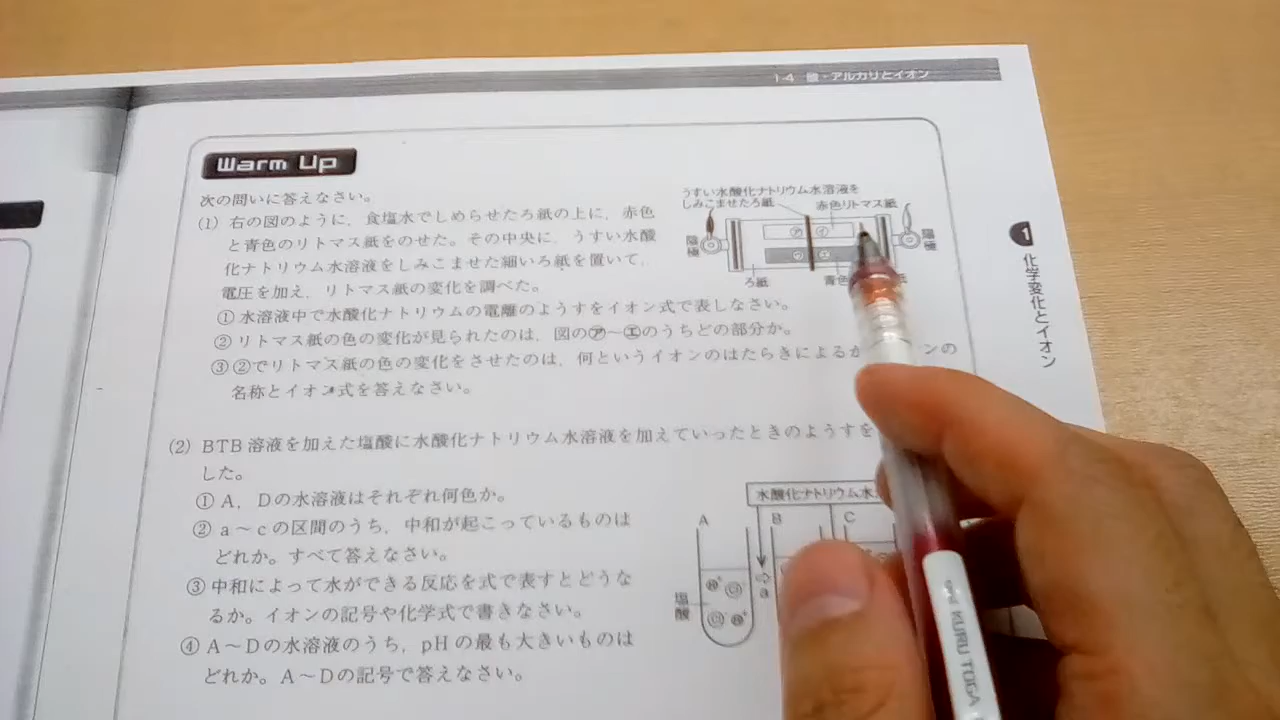 1-4 酸・アルカリとイオン
Warm Up
次の問いに答えなさい。
(1) 右の図のように，食塩水でしめらせたろ紙の上に，赤色
と青色のリトマス紙をのせた。その中央に，うすい水酸
化ナトリウム水溶液をしみこませた細いろ紙を置いて，
電圧を加え，リトマス紙の変化を調べた。
① 水溶液中で水酸化ナトリウムの電離のようすをイオン式で表しなさい。
② リトマス紙の色の変化が見られたのは，図の㋐～㋓のうちどの部分か。
③ ②でリトマス紙の色の変化をさせたのは，何というイオンのはたらきによるか ンの
名称とイオン式を答えなさい。
うすい水酸化ナトリウム水溶液を
しみこませたろ紙
赤色リトマス紙
陽極
㋐ ㋑
㋒ ㋓
ろ紙
青色 紙
(2) BTB溶液を加えた塩酸に水酸化ナトリウム水溶液を加えていったときのようすを
した。
① A，Dの水溶液はそれぞれ何色か。
② a～cの区間のうち，中和が起こっているものは
どれか。すべて答えなさい。
③ 中和によって水ができる反応を式で表すとどうな
るか。イオンの記号や化学式で書きなさい。
④ A～Dの水溶液のうち，pHの最も大きいものは
どれか。A～Dの記号で答えなさい。
水酸化ナトリウム水
A B C
a
塩酸
1
化学変化とイオン
KURU TOGA